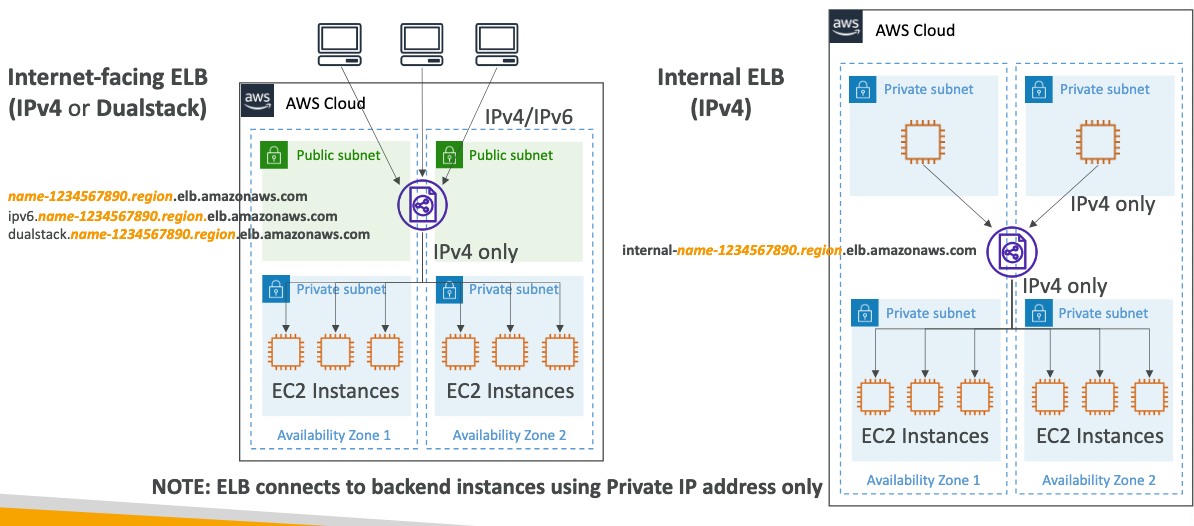 Internet-facing ELB
(IPv4 or Dualstack)
aws
AWS Cloud
IPv4/IPv6
Public subnet
Public subnet
name-1234567890.region.elb.amazonaws.com
ipv6.name-1234567890.region.elb.amazonaws.com
dualstack.name-1234567890.region.elb.amazonaws.com
IPv4 only
Private subnet
Private subnet
EC2 Instances
EC2 Instances
Availability Zone 1
Availability Zone 2
Internal ELB
(IPv4)
aws
AWS Cloud
Private subnet
Private subnet
IPv4 only
internal-name-1234567890.region.elb.amazonaws.com
IPv4 only
Private subnet
Private subnet
EC2 Instances
EC2 Instances
Availability Zone 1
Availability Zone 2
NOTE: ELB connects to backend instances using Private IP address only